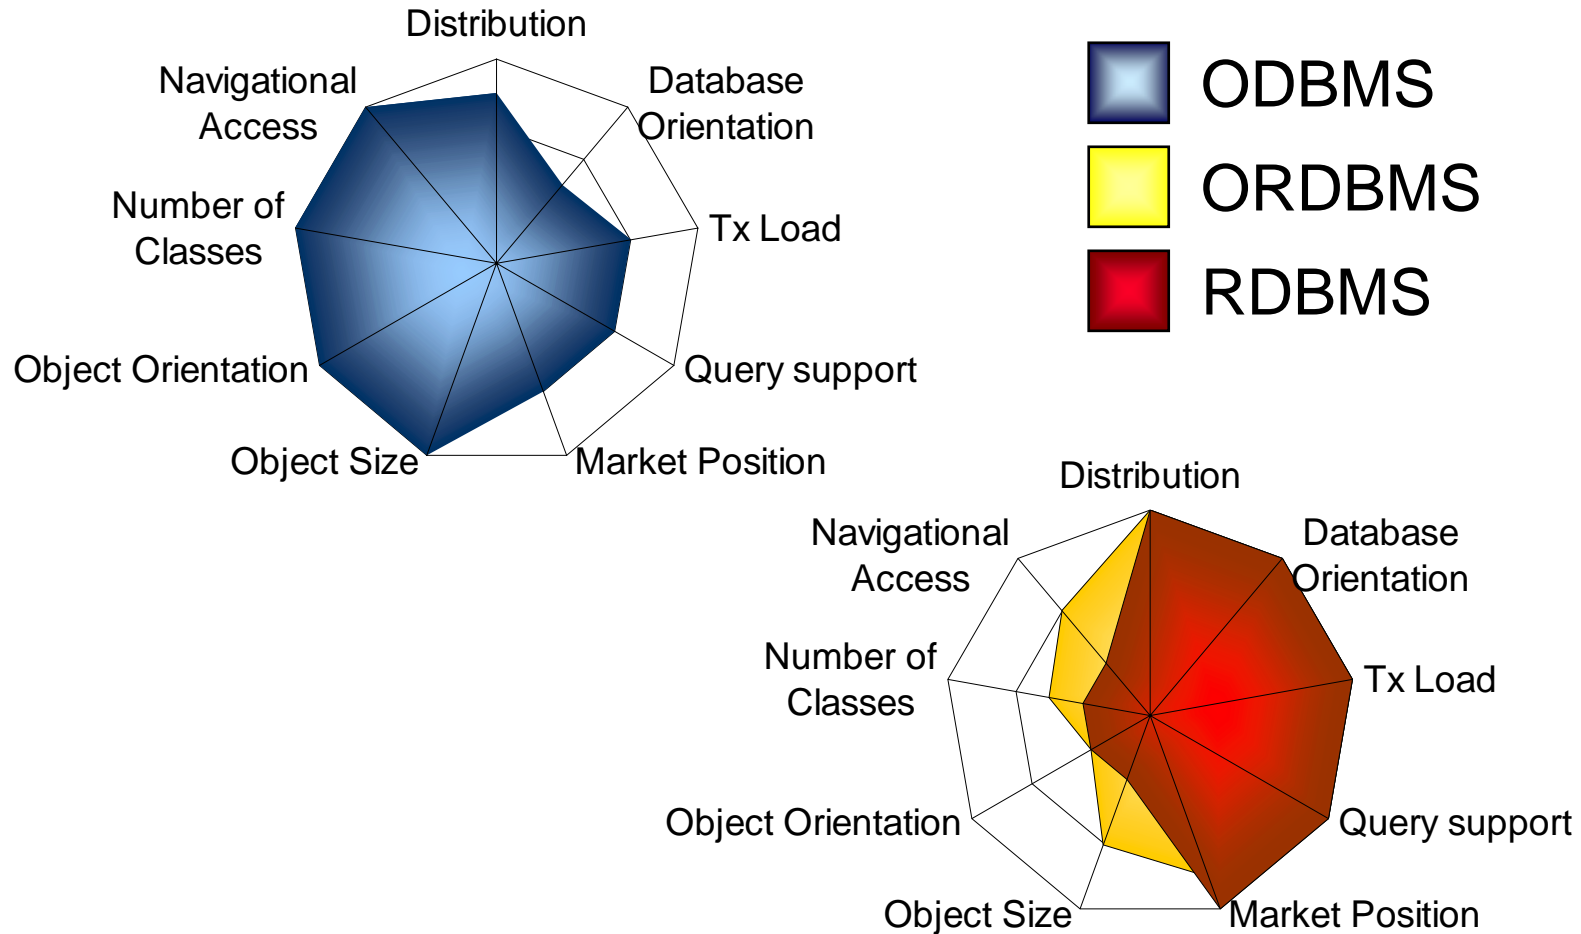 Distribution
Navigational
Access
Database
Orientation
Number of
Classes
Tx Load
Object Orientation
Query support
Object Size
Market Position
ODBMS
ORDBMS
RDBMS
Distribution
Navigational
Access
Database
Orientation
Number of
Classes
Tx Load
Object Orientation
Query support
Object Size
Market Position